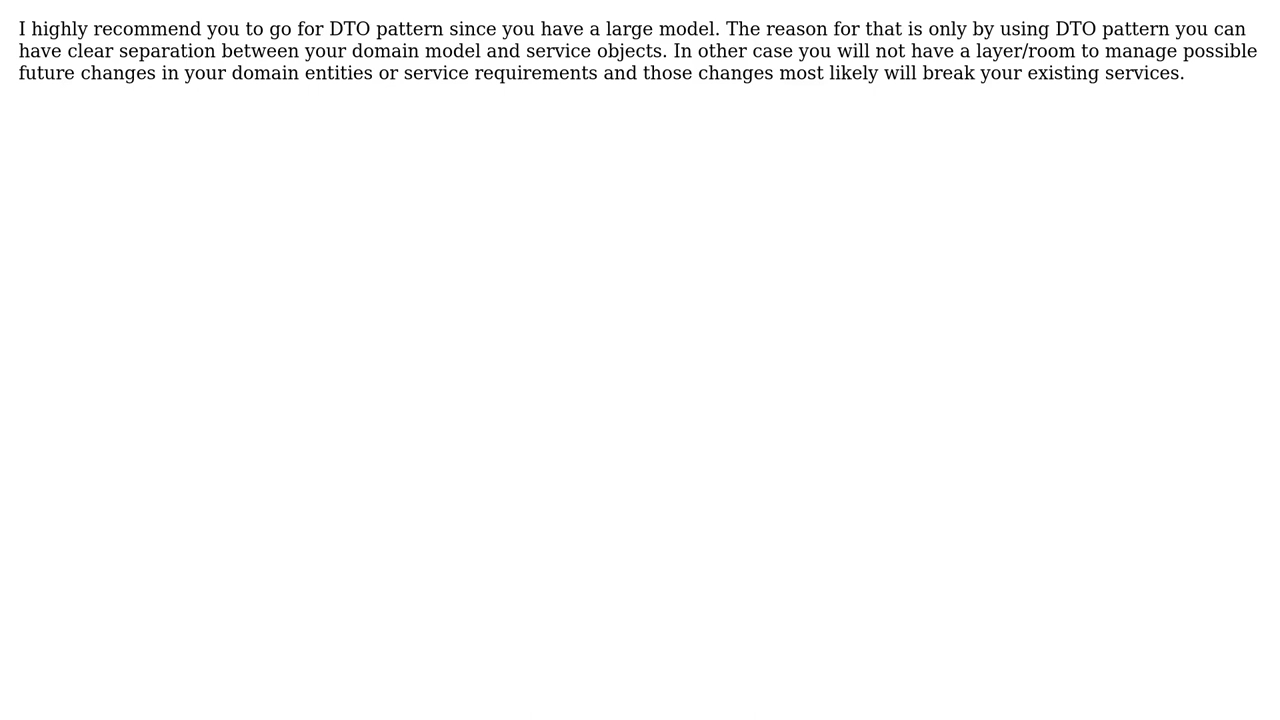 I highly recommend you to go for DTO pattern since you have a large model. The reason for that is only by using DTO pattern you can
have clear separation between your domain model and service objects. In other case you will not have a layer/room to manage possible
future changes in your domain entities or service requirements and those changes most likely will break your existing services.